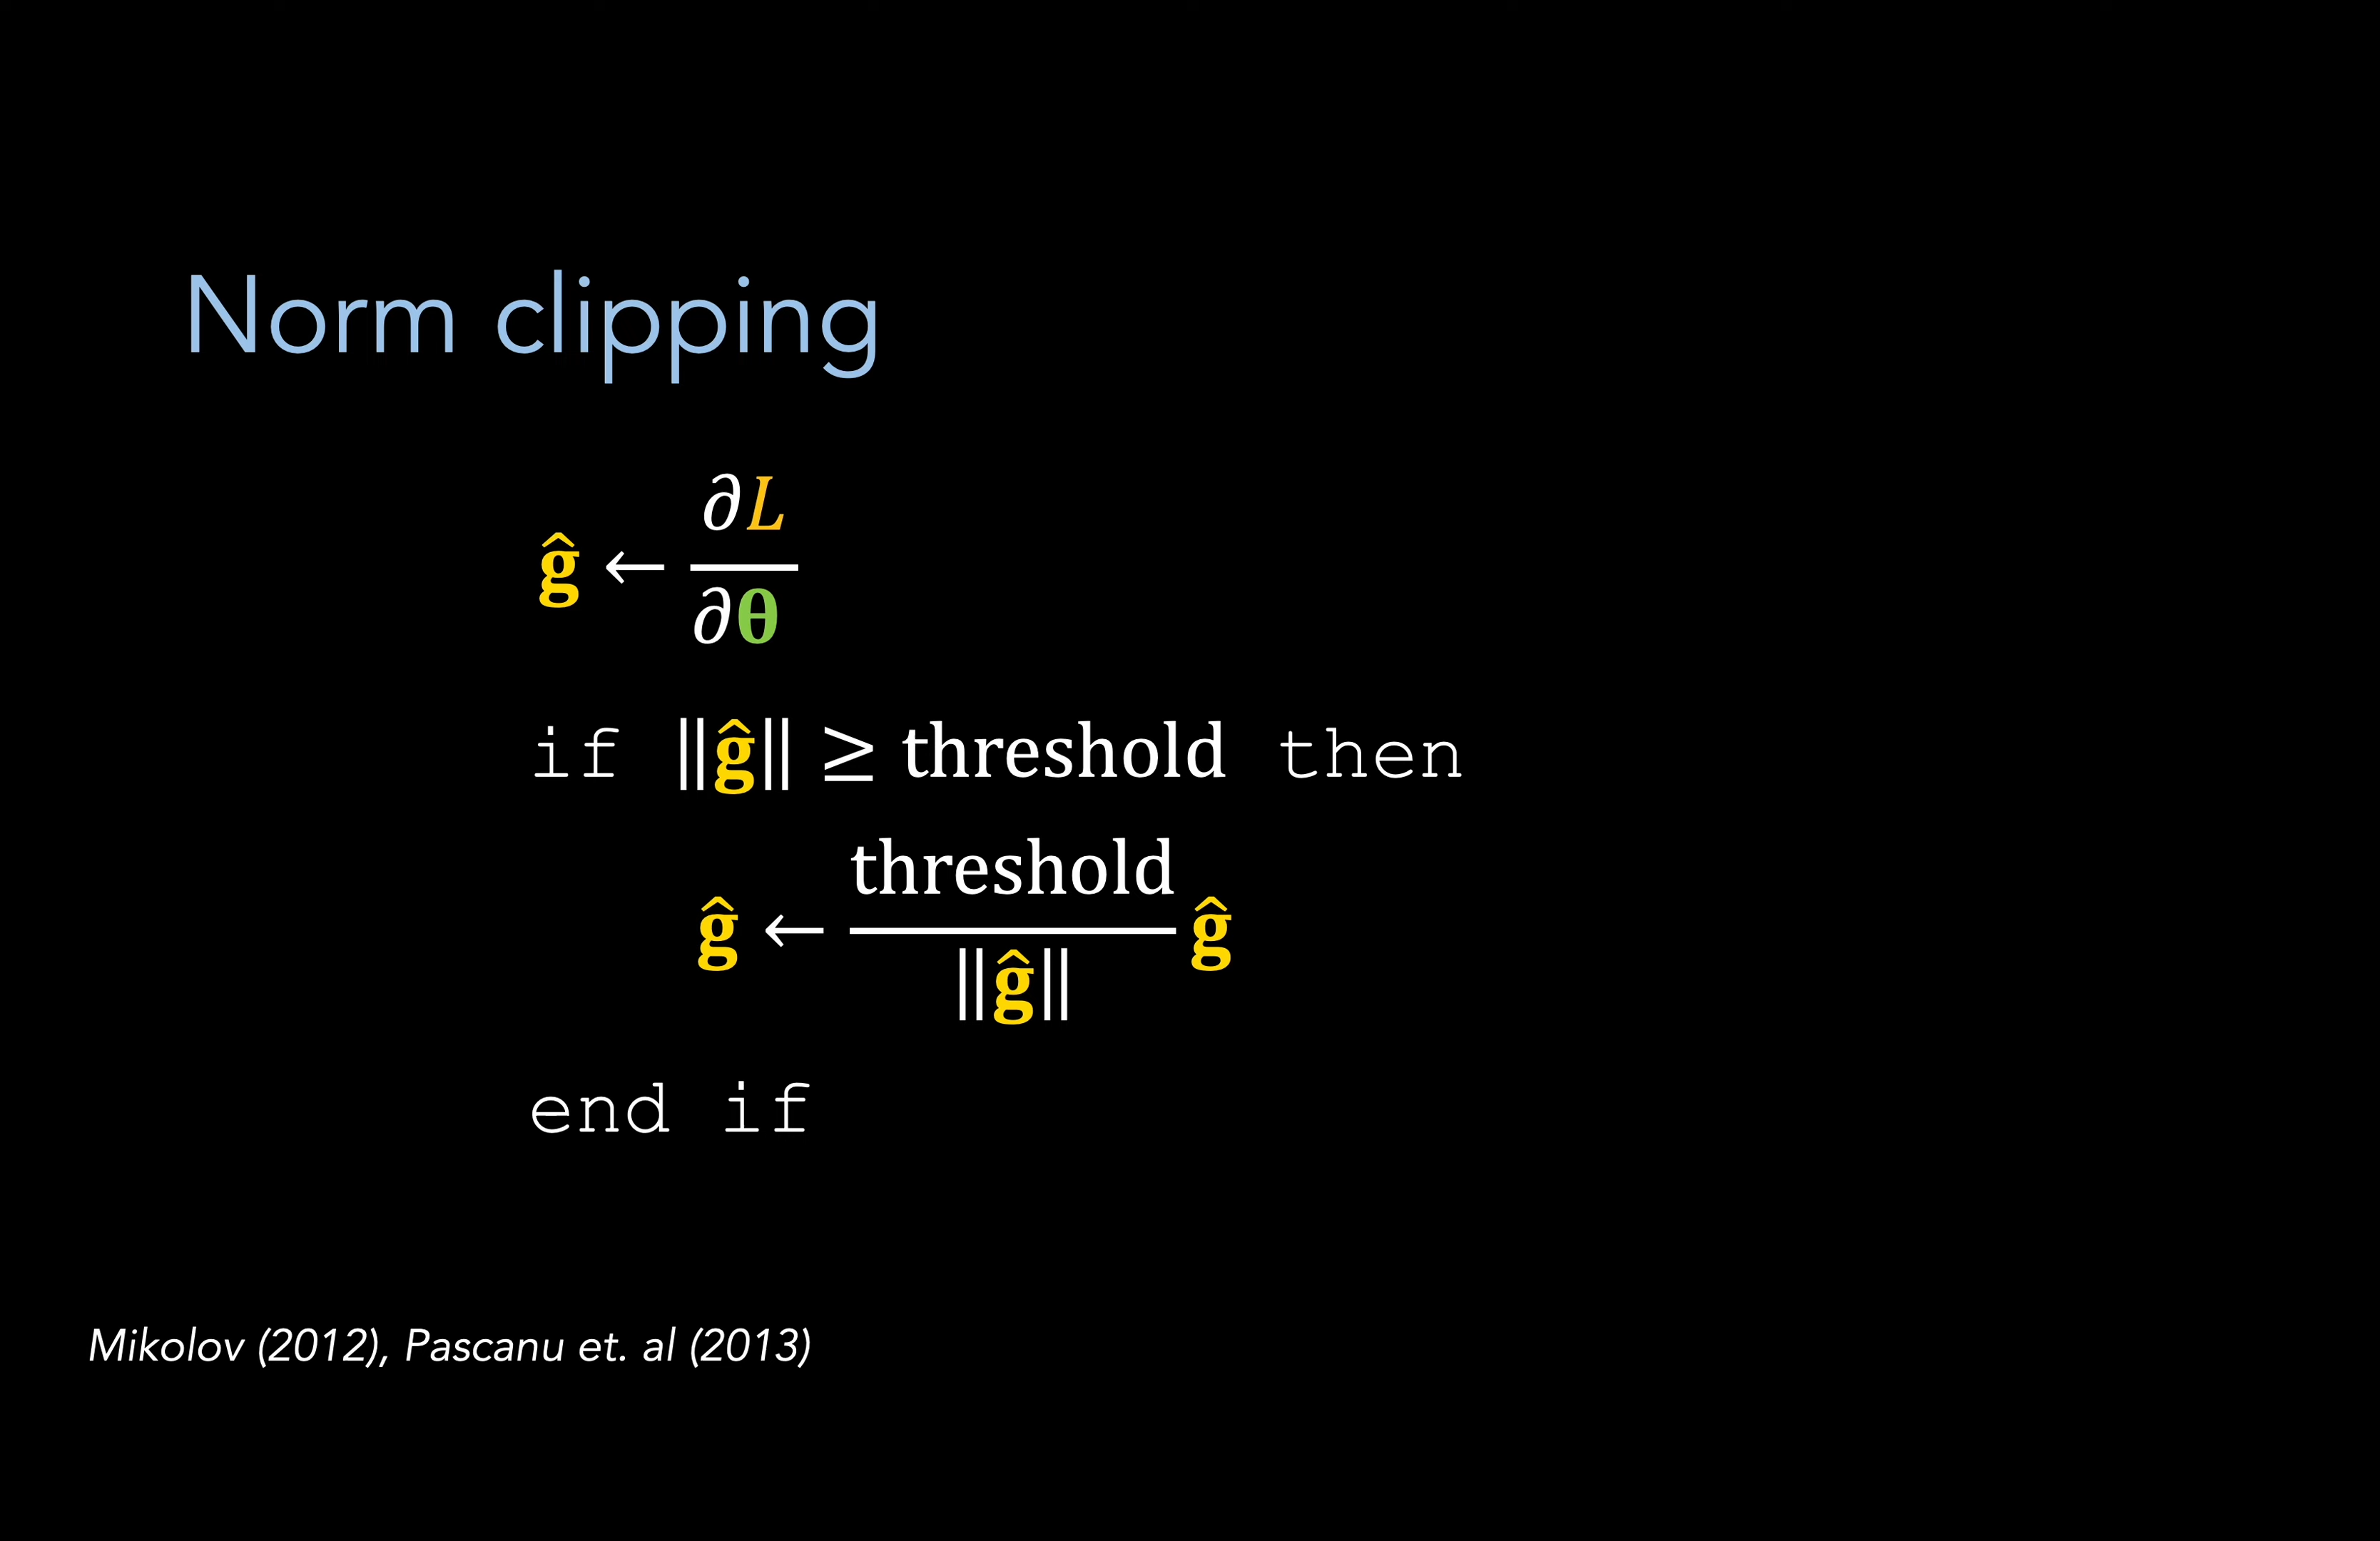 Norm clipping
ĝ ← ∂L / ∂θ
if ‖ĝ‖ ≥ threshold then
ĝ ← threshold / ‖ĝ‖ ĝ
end if
Mikolov (2012), Pascanu et. al (2013)